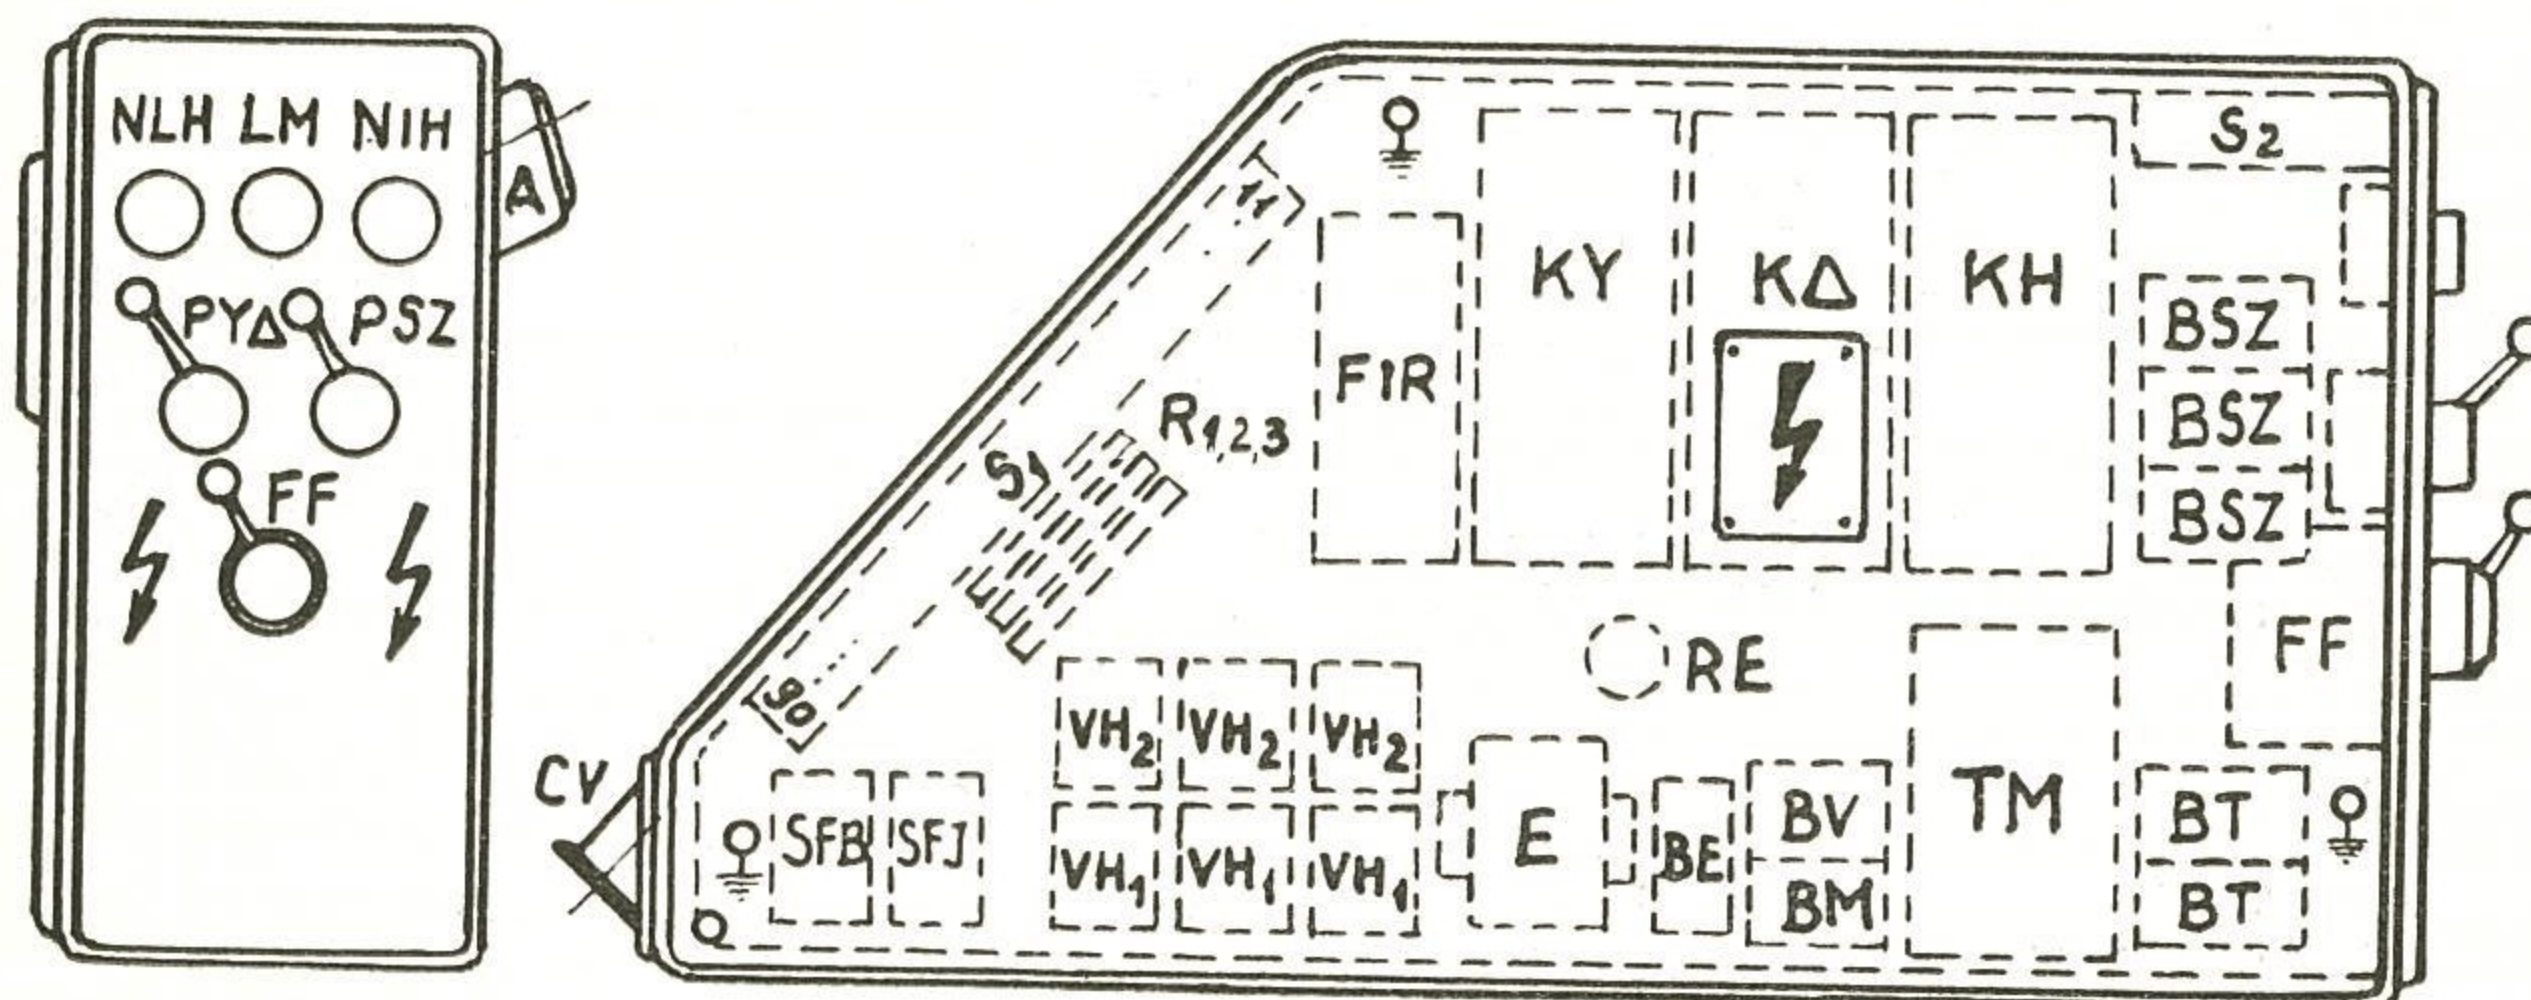 NLH LM NIH
A
PYΔ PSZ
FF
S2
11
KY KΔ KH
BSZ
FIR
R1,2,3
BSZ
S1
BSZ
RE
FF
90
VH2 VH2 VH2
CV
SFB SFJ
E
BV
TM
BT
VH1 VH1 VH1
BE
BM
BT